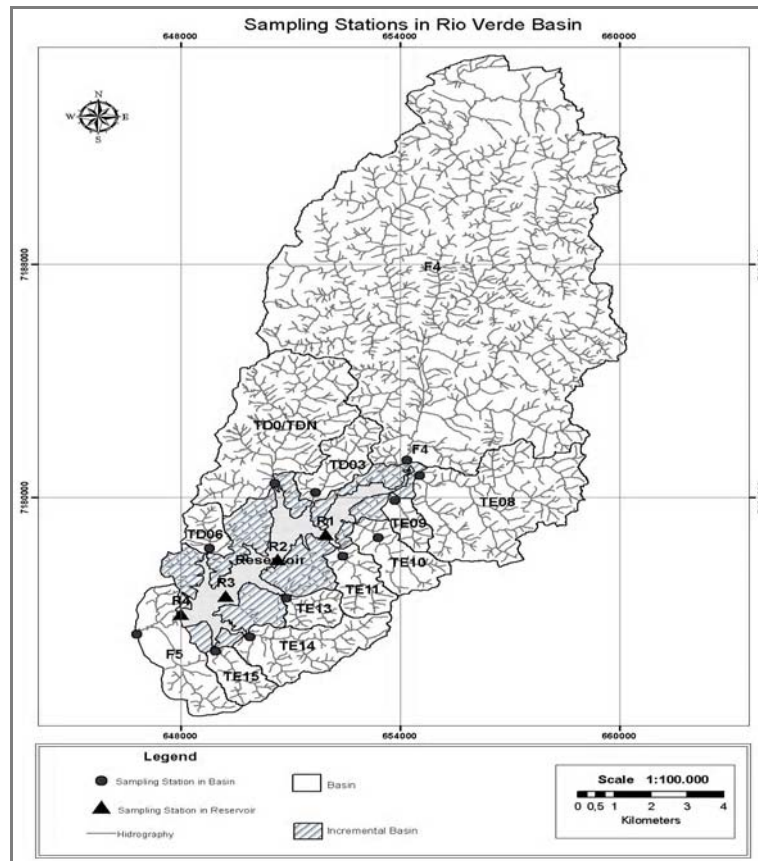 Sampling Stations in Rio Verde Basin
648000 654000 660000
N
W E
S
7188000
F4
TD0/TDN
TD03
F4
7180000
TE08
R1
TE09
TD06
R2
TE10
Reservoir
TE11
R3
R4
TE13
TE14
F5
TE15
648000 654000 660000
Legend
Sampling Station in Basin
Basin
Sampling Station in Reservoir
Hidrography
Incremental Basin
Scale 1:100.000
0 0,5 1 2 3 4
Kilometers